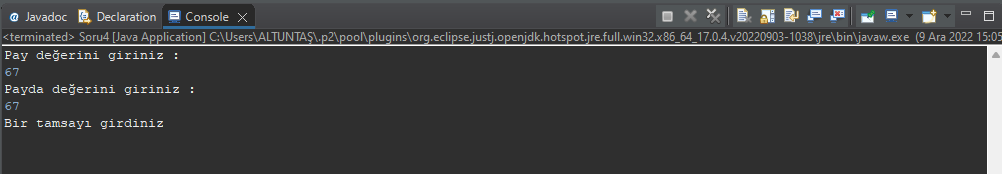 @ Javadoc Declaration Console
<terminated> Soru4 [Java Application] C:\Users\ALTUNTAŞ\.p2\pool\plugins\org.eclipse.justj.openjdk.hotspot.jre.full.win32.x86_64_17.0.4.v20220903-1038\jre\bin\javaw.exe (9 Ara 2022 15:05
Pay değerini giriniz :
67
Payda değerini giriniz :
67
Bir tamsayı girdiniz